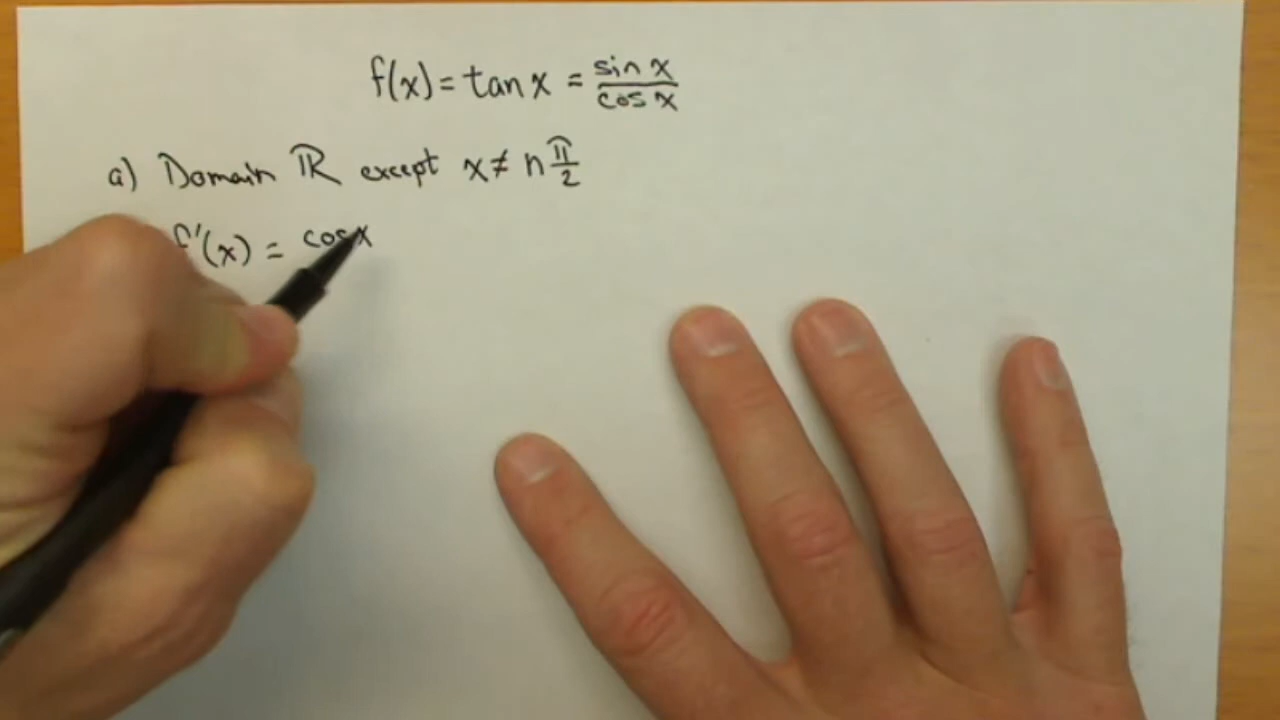 f(x) = tan x = sin x / cos x
a) Domain ℝ except x ≠ n π/2
f'(x) = cos x